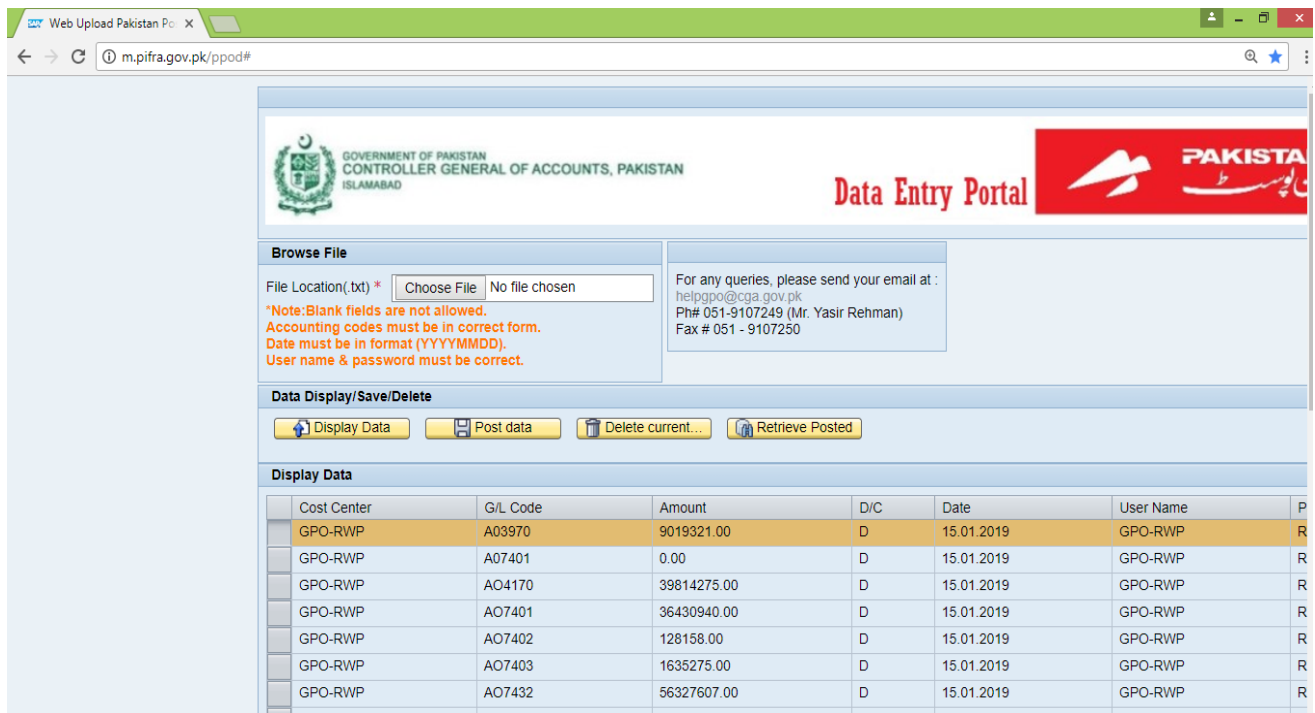 Web Upload Pakistan Po
m.pifra.gov.pk/ppod#
GOVERNMENT OF PAKISTAN
CONTROLLER GENERAL OF ACCOUNTS, PAKISTAN
ISLAMABAD
Data Entry Portal
PAKISTA
Browse File
File Location(.txt) * Choose File No file chosen
*Note:Blank fields are not allowed.
Accounting codes must be in correct form.
Date must be in format (YYYYMMDD).
User name & password must be correct.
For any queries, please send your email at :
helpgpo@cga.gov.pk
Ph# 051-9107249 (Mr. Yasir Rehman)
Fax # 051 - 9107250
Data Display/Save/Delete
Display Data Post data Delete current... Retrieve Posted
Display Data
Cost Center G/L Code Amount D/C Date User Name P
GPO-RWP A03970 9019321.00 D 15.01.2019 GPO-RWP R
GPO-RWP A07401 0.00 D 15.01.2019 GPO-RWP R
GPO-RWP AO4170 39814275.00 D 15.01.2019 GPO-RWP R
GPO-RWP AO7401 36430940.00 D 15.01.2019 GPO-RWP R
GPO-RWP AO7402 128158.00 D 15.01.2019 GPO-RWP R
GPO-RWP AO7403 1635275.00 D 15.01.2019 GPO-RWP R
GPO-RWP AO7432 56327607.00 D 15.01.2019 GPO-RWP R